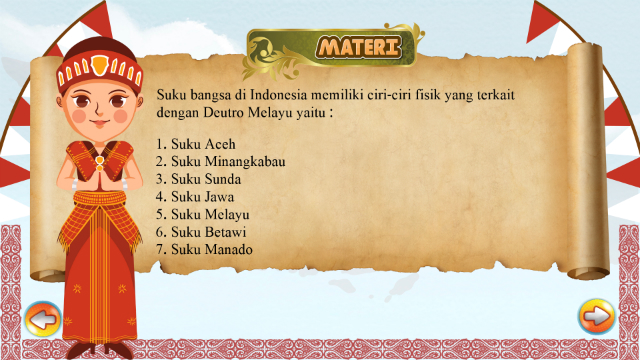 MATERI
Suku bangsa di Indonesia memiliki ciri-ciri fisik yang terkait
dengan Deutro Melayu yaitu :
1. Suku Aceh
2. Suku Minangkabau
3. Suku Sunda
4. Suku Jawa
5. Suku Melayu
6. Suku Betawi
7. Suku Manado